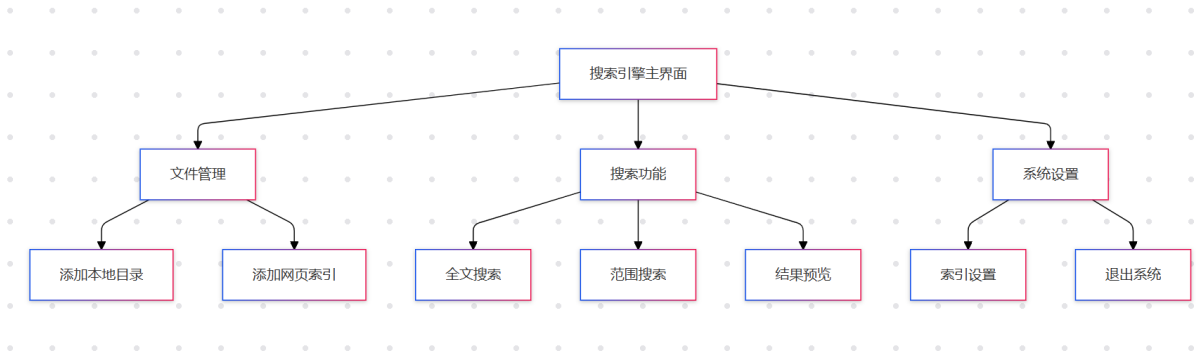 搜索引擎主界面
文件管理
搜索功能
系统设置
添加本地目录
添加网页索引
全文搜索
范围搜索
结果预览
索引设置
退出系统